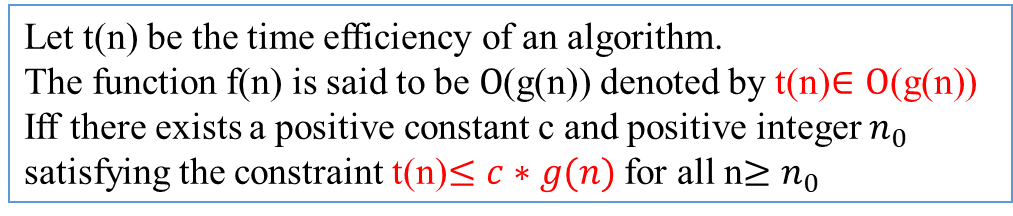 Let t(n) be the time efficiency of an algorithm.
The function f(n) is said to be O(g(n)) denoted by t(n)∈ O(g(n))
Iff there exists a positive constant c and positive integer n₀
satisfying the constraint t(n)≤ c ∗ g(n) for all n≥ n₀